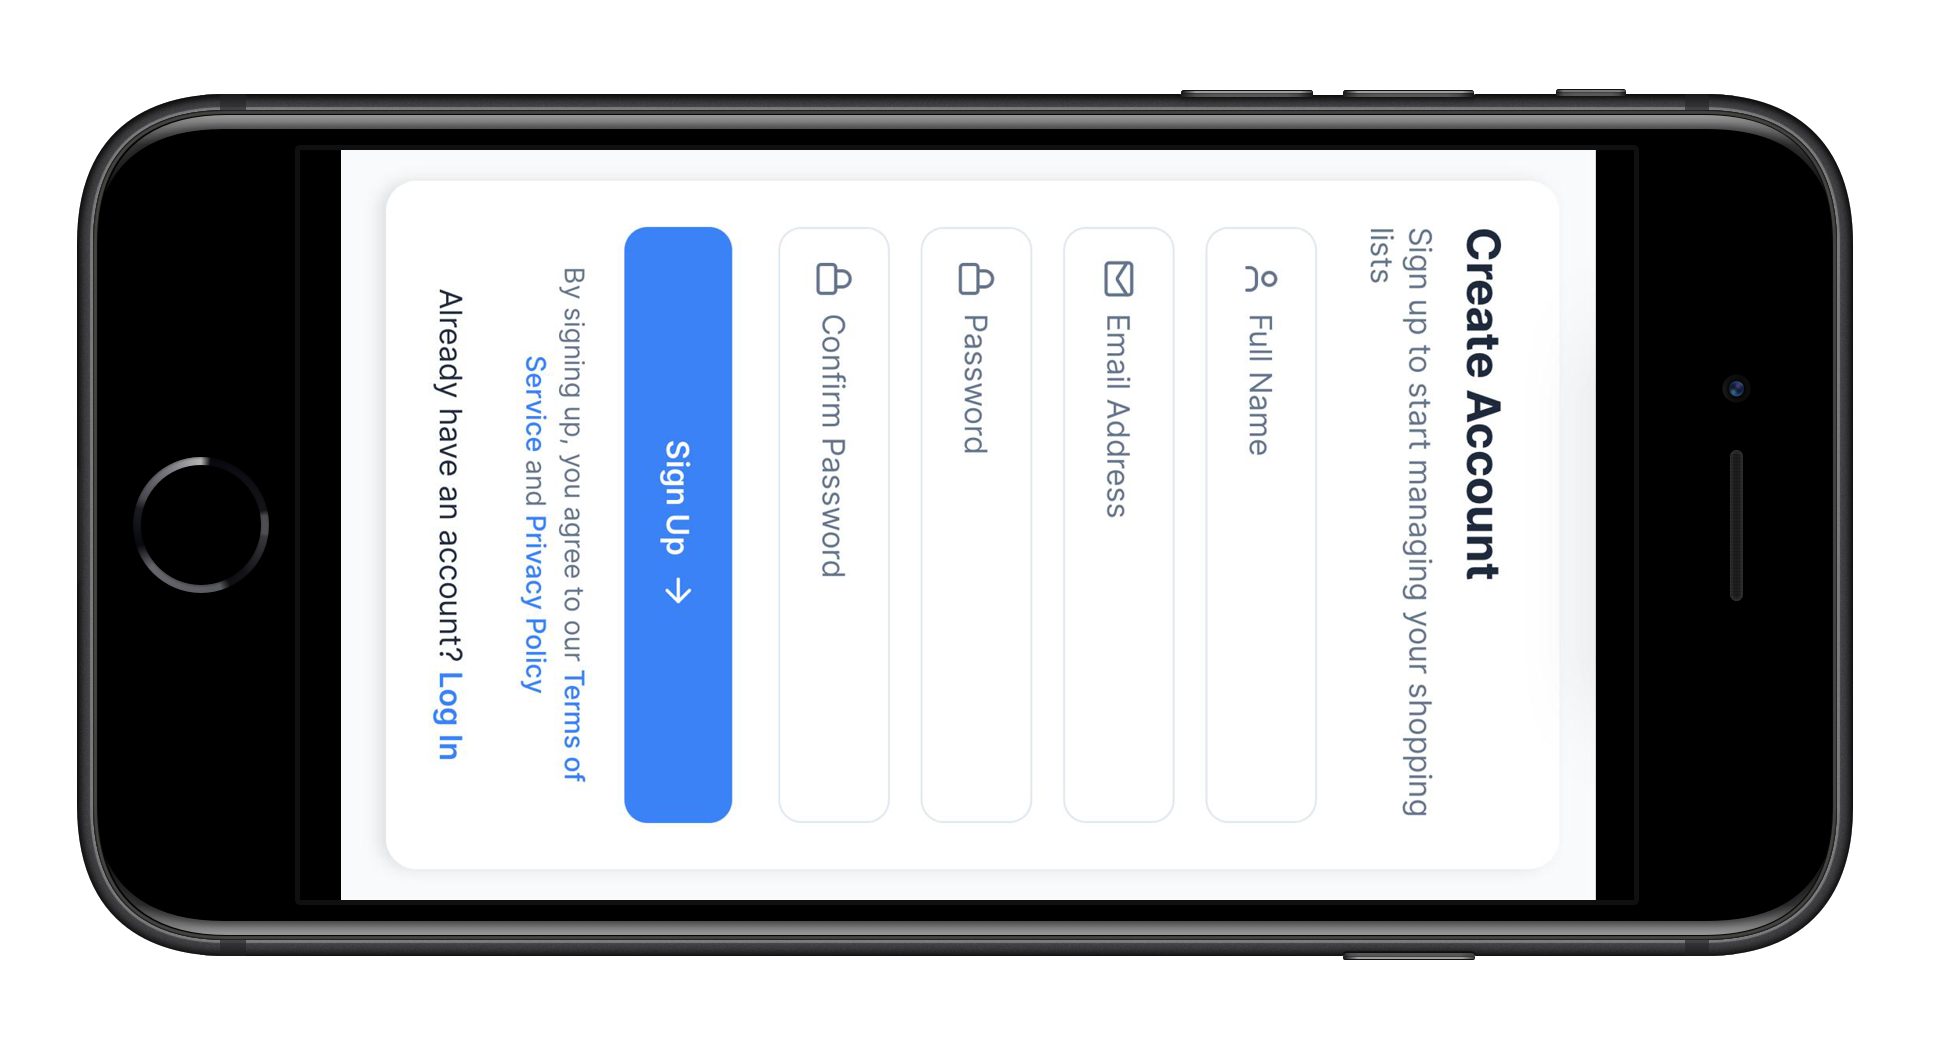 Create Account
Sign up to start managing your shopping
lists
Full Name
Email Address
Password
Confirm Password
Sign Up →
By signing up, you agree to our Terms of
Service and Privacy Policy
Already have an account? Log In